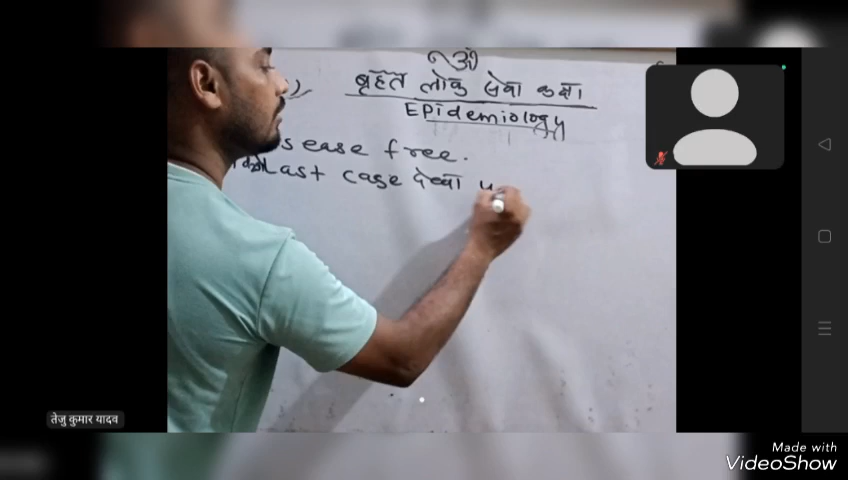 ॐ
बृहत लोक सेवा कक्षा
Epidemiology
sease free.
Last case देखा
तेजु कुमार यादव
Made with
VideoShow